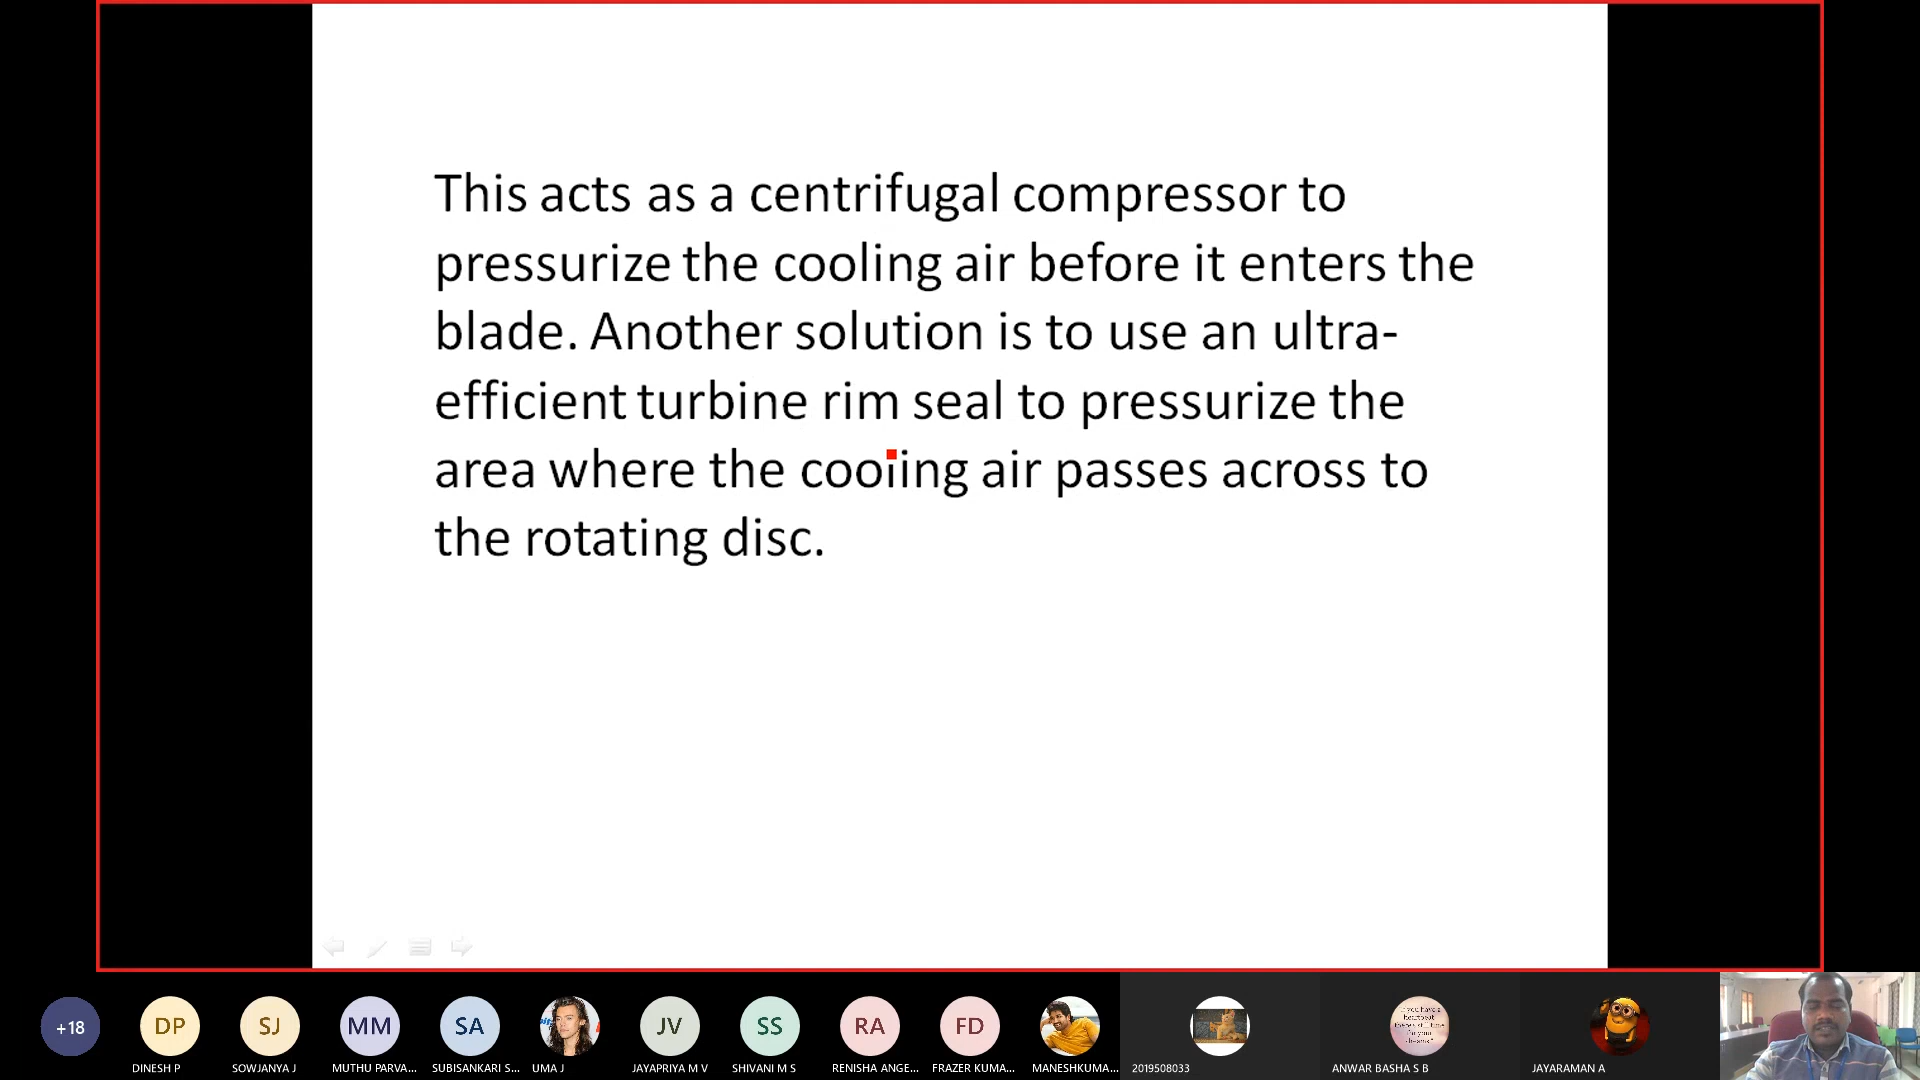 This acts as a centrifugal compressor to
pressurize the cooling air before it enters the
blade. Another solution is to use an ultra-
efficient turbine rim seal to pressurize the
area where the cooling air passes across to
the rotating disc.
+18
DP
SJ
MM
SA
JV
SS
RA
FD
DINESH P
SOWJANYA J
MUTHU PARVA...
SUBISANKARI S...
UMA J
JAYAPRIYA M V
SHIVANI M S
RENISHA ANGE...
FRAZER KUMA...
MANESHKUMA...
2019508033
ANWAR BASHA S B
JAYARAMAN A